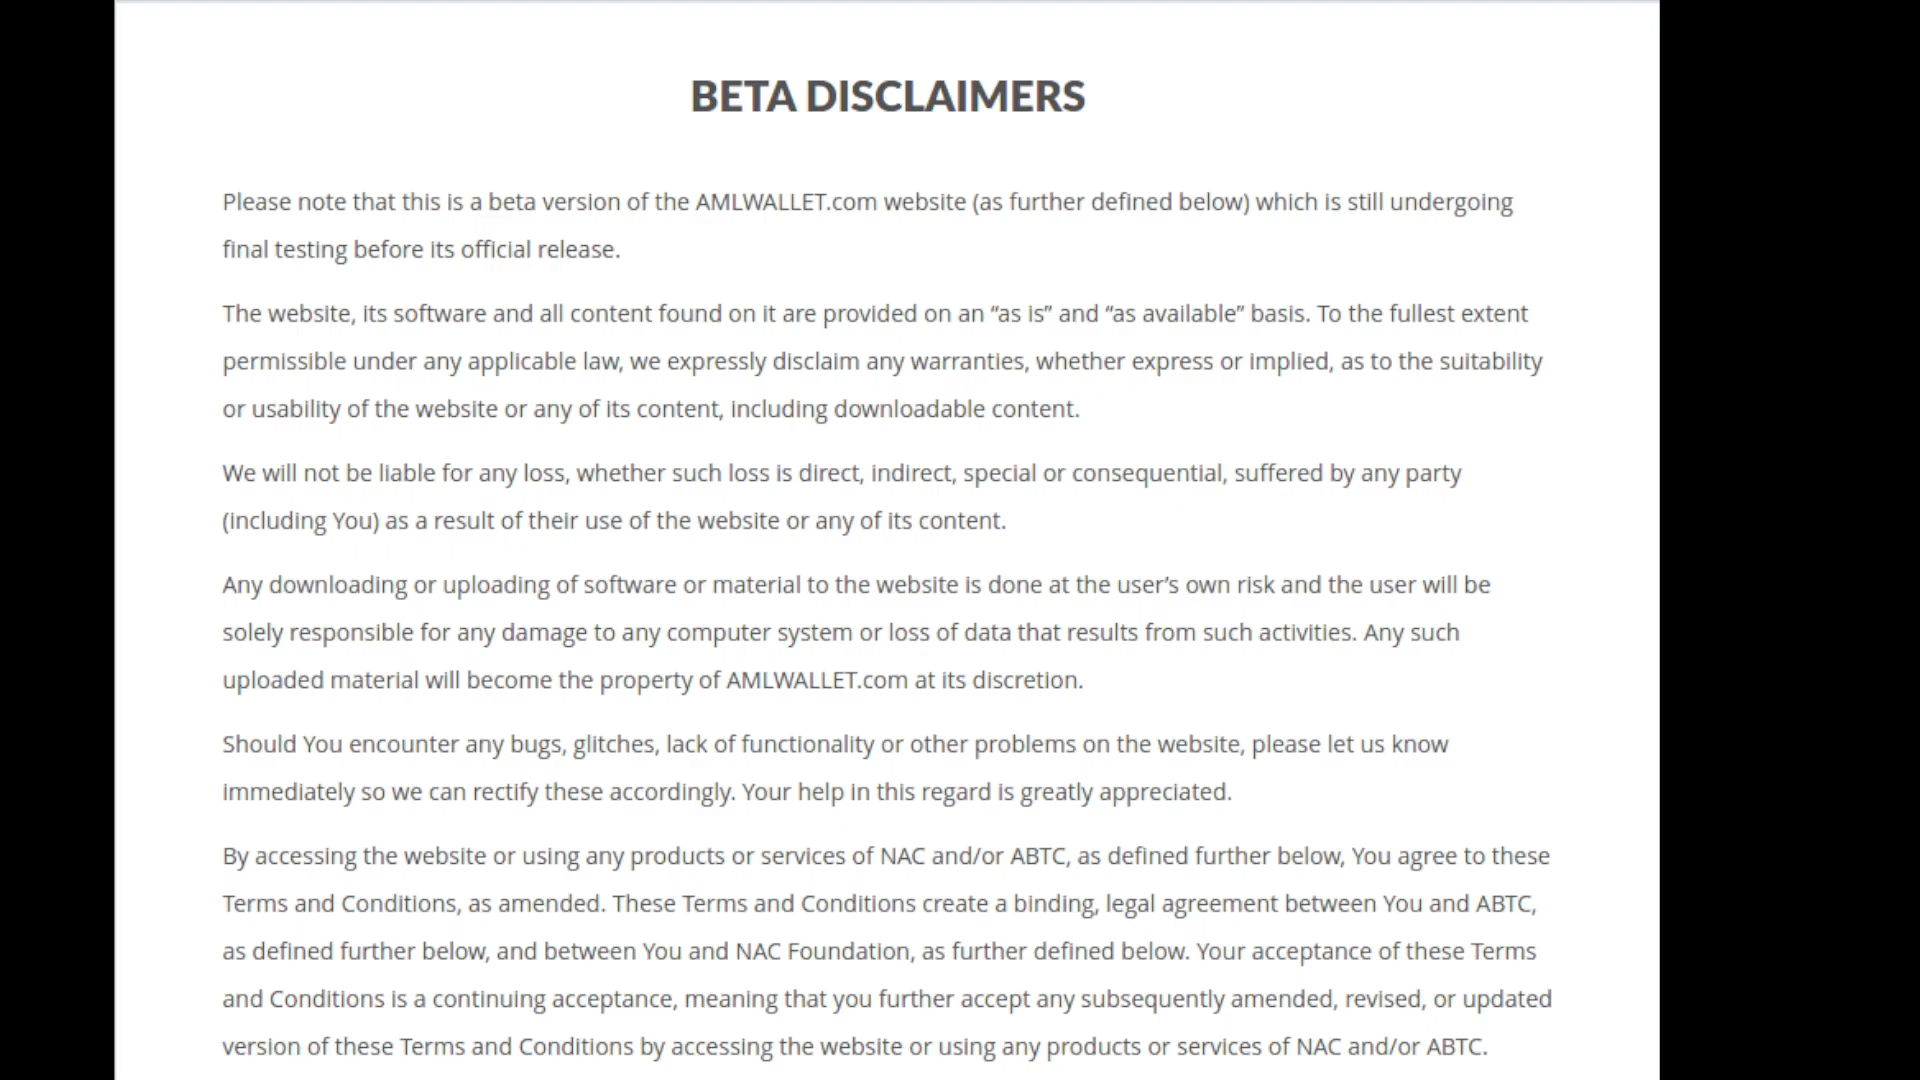 BETA DISCLAIMERS
Please note that this is a beta version of the AMLWALLET.com website (as further defined below) which is still undergoing
final testing before its official release.
The website, its software and all content found on it are provided on an “as is” and “as available” basis. To the fullest extent
permissible under any applicable law, we expressly disclaim any warranties, whether express or implied, as to the suitability
or usability of the website or any of its content, including downloadable content.
We will not be liable for any loss, whether such loss is direct, indirect, special or consequential, suffered by any party
(including You) as a result of their use of the website or any of its content.
Any downloading or uploading of software or material to the website is done at the user’s own risk and the user will be
solely responsible for any damage to any computer system or loss of data that results from such activities. Any such
uploaded material will become the property of AMLWALLET.com at its discretion.
Should You encounter any bugs, glitches, lack of functionality or other problems on the website, please let us know
immediately so we can rectify these accordingly. Your help in this regard is greatly appreciated.
By accessing the website or using any products or services of NAC and/or ABTC, as defined further below, You agree to these
Terms and Conditions, as amended. These Terms and Conditions create a binding, legal agreement between You and ABTC,
as defined further below, and between You and NAC Foundation, as further defined below. Your acceptance of these Terms
and Conditions is a continuing acceptance, meaning that you further accept any subsequently amended, revised, or updated
version of these Terms and Conditions by accessing the website or using any products or services of NAC and/or ABTC.